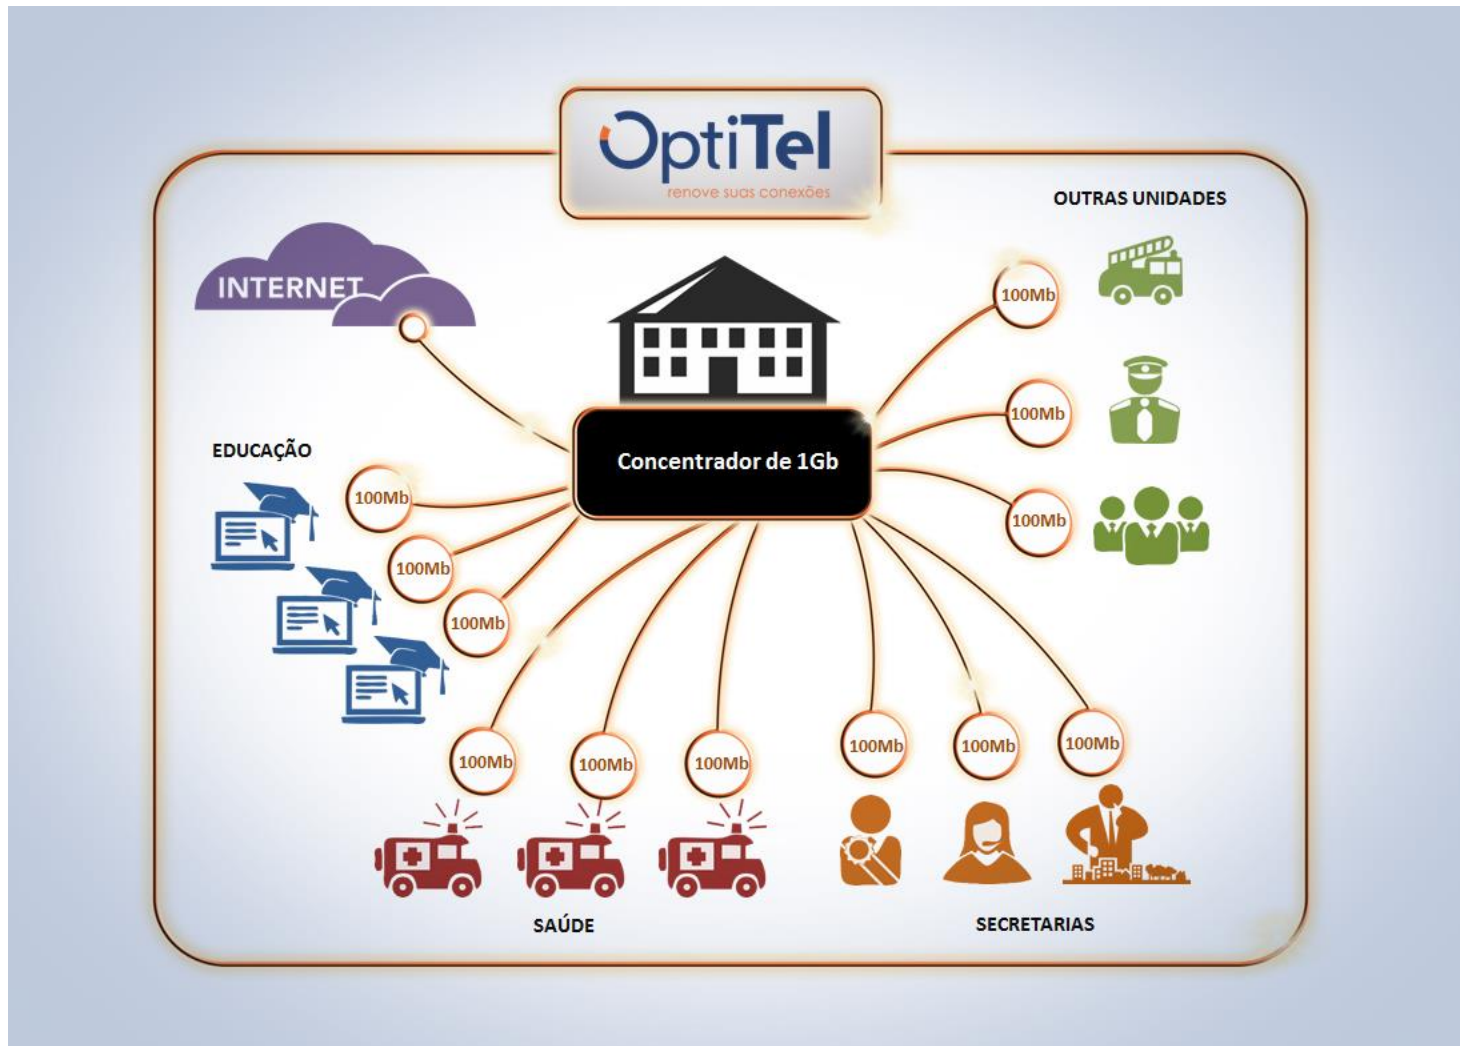 OptiTel
renove suas conexões
OUTRAS UNIDADES
INTERNET
100Mb
100Mb
100Mb
Concentrador de 1Gb
EDUCAÇÃO
100Mb
100Mb
100Mb
100Mb
100Mb
100Mb
100Mb
100Mb
100Mb
SAÚDE
SECRETARIAS